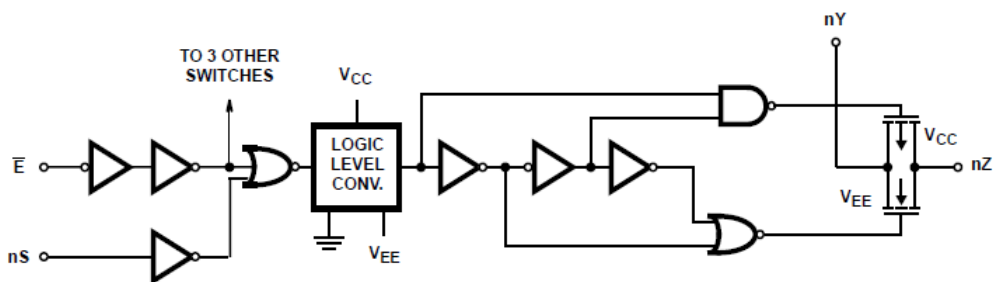 nY
TO 3 OTHER
SWITCHES
VCC
E̅
LOGIC
LEVEL
CONV.
VCC
nZ
VEE
nS
VEE